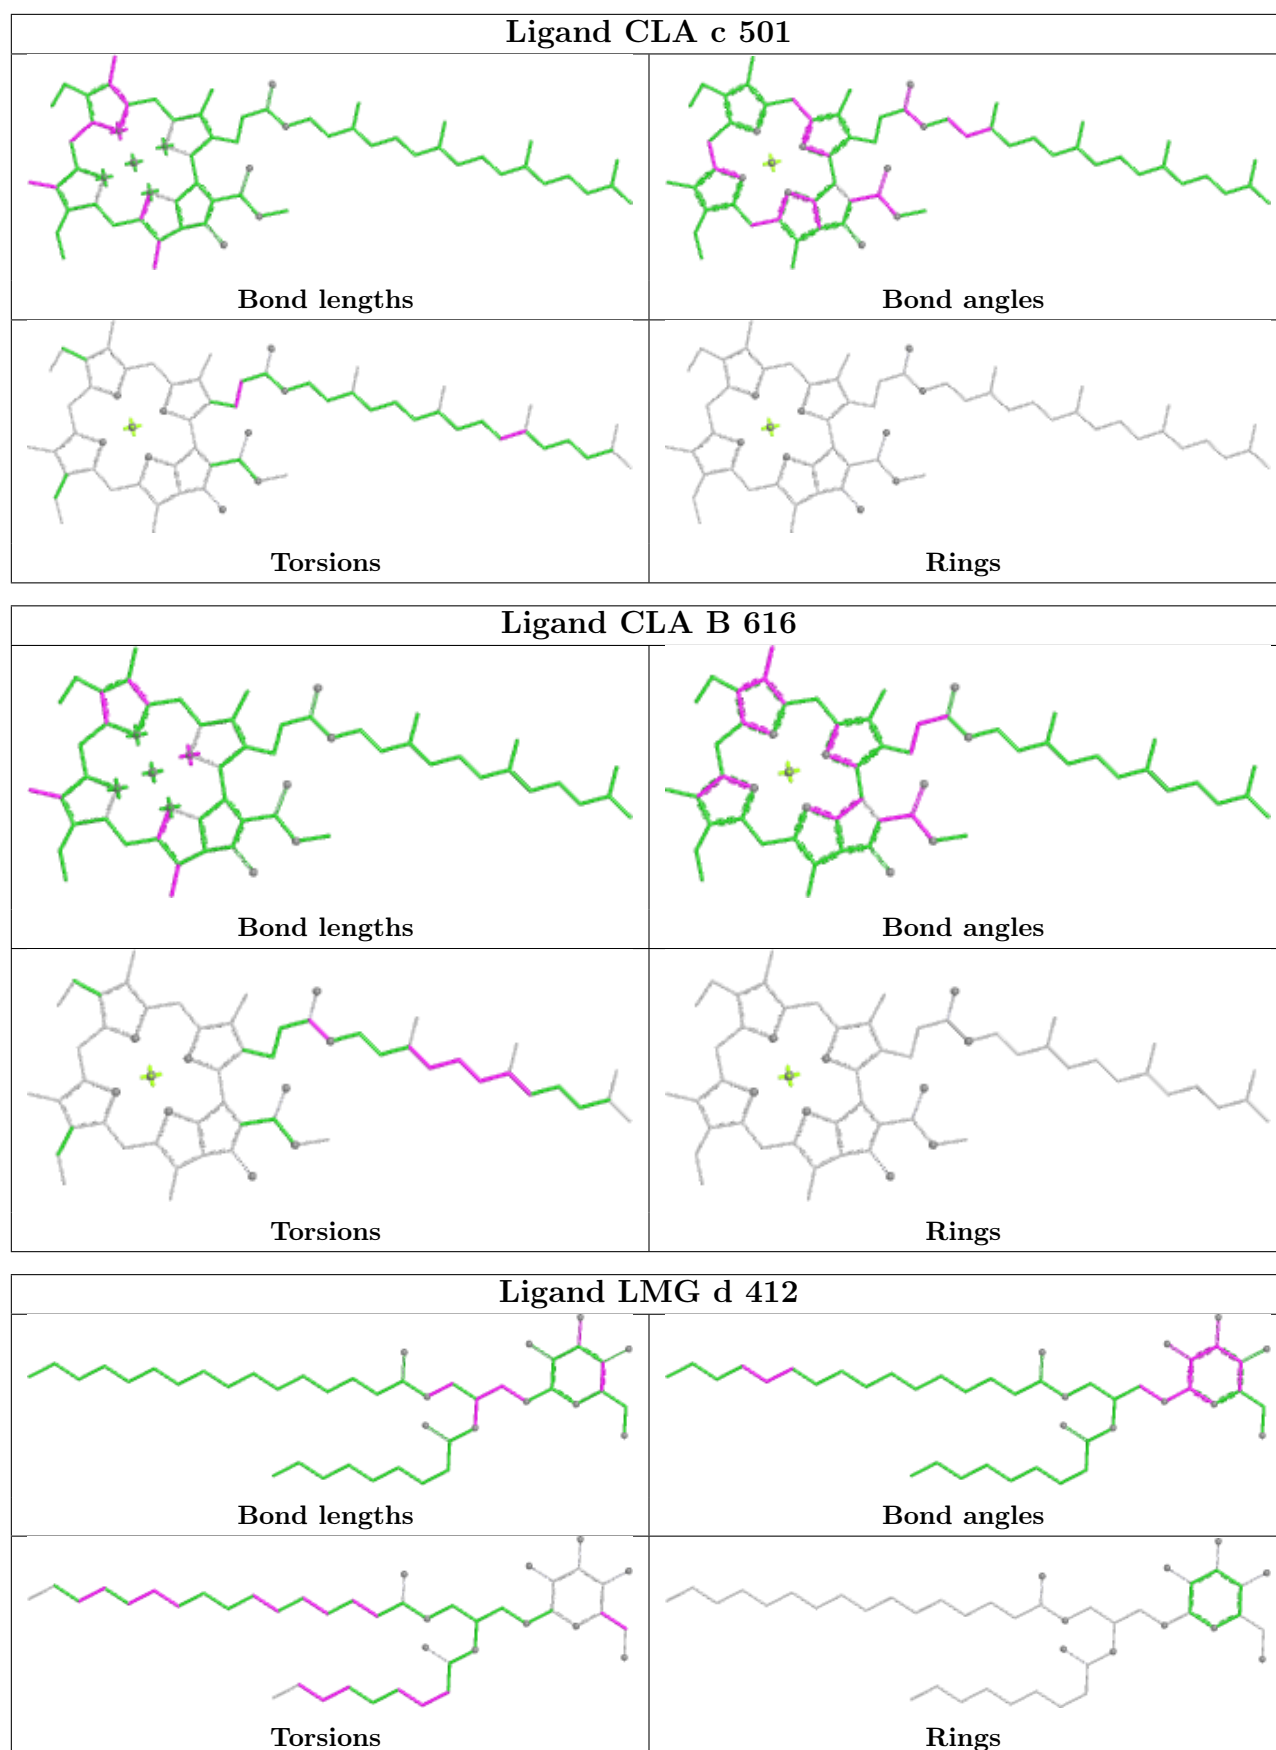 Ligand CLA c 501
Bond lengths
Bond angles
Torsions
Rings
Ligand CLA B 616
Bond lengths
Bond angles
Torsions
Rings
Ligand LMG d 412
Bond lengths
Bond angles
Torsions
Rings